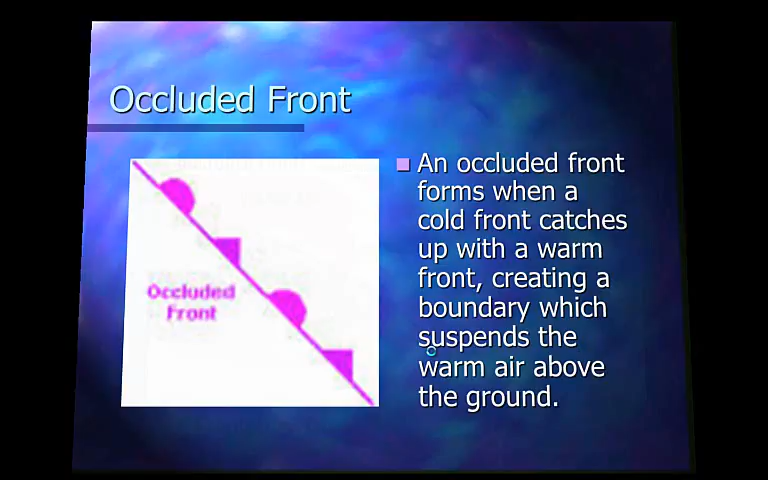 Occluded Front
An occluded front
forms when a
cold front catches
up with a warm
front, creating a
boundary which
suspends the
warm air above
the ground.
Occluded
Front